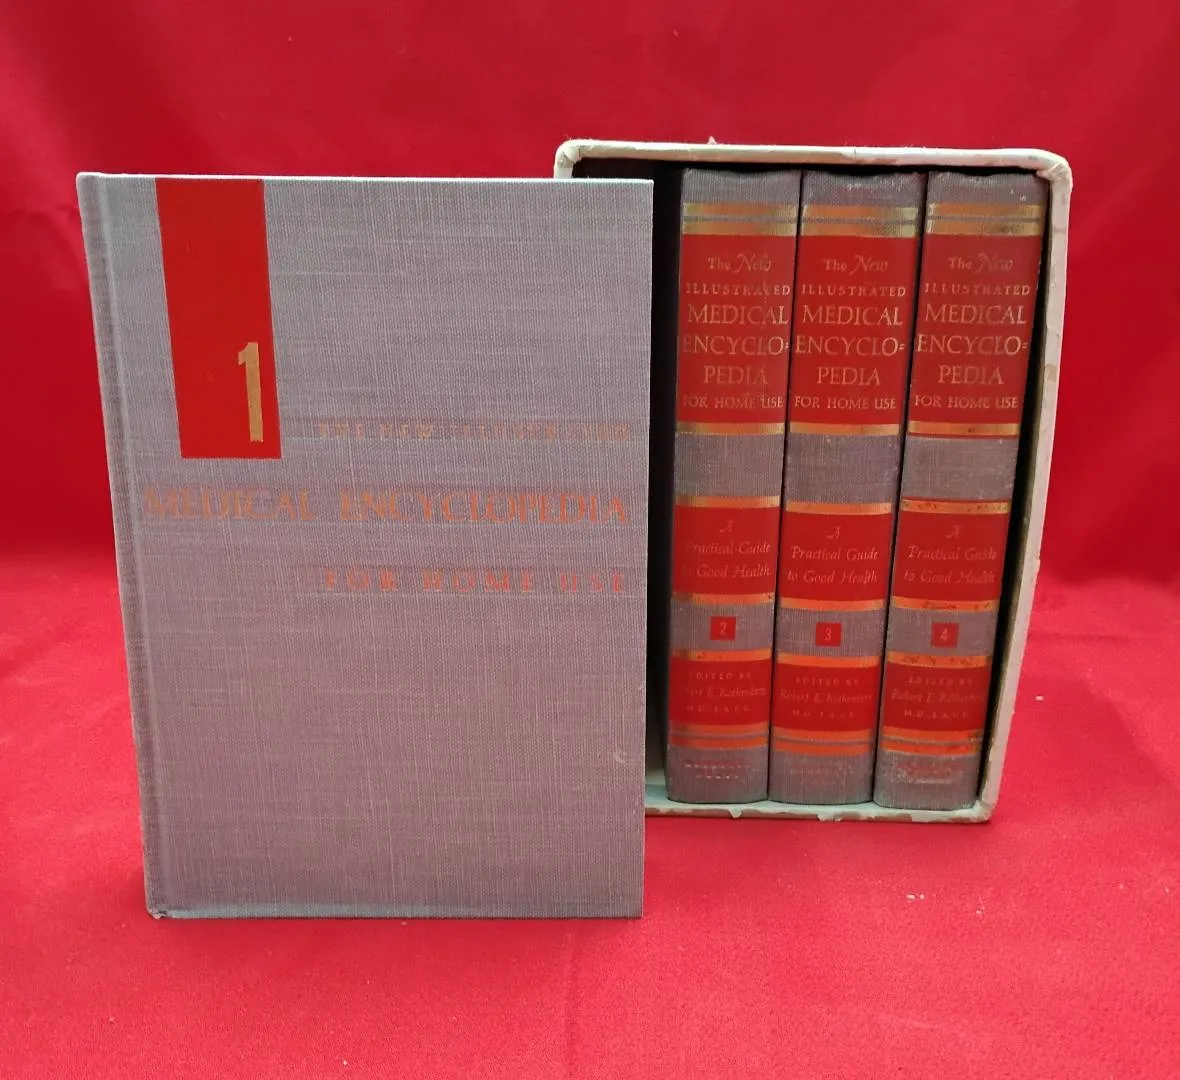 1
THE NEW ILLUSTRATED
MEDICAL ENCYCLOPEDIA
FOR HOME USE
The New
ILLUSTRATED
MEDICAL
ENCYCLO=
PEDIA
FOR HOME USE
A
Practical Guide
to Good Health
2
EDITED BY
E. Rothenberg
M.D., F.A.C.S.
The New
ILLUSTRATED
MEDICAL
ENCYCLO=
PEDIA
FOR HOME USE
A
Practical Guide
to Good Health
3
EDITED BY
Robert E. Rothenberg
M.D., F.A.C.S.
The New
ILLUSTRATED
MEDICAL
ENCYCLO=
PEDIA
FOR HOME USE
A
Practical Guide
to Good Health
4
EDITED BY
Robert E. Rothenberg
M.D., F.A.C.S.